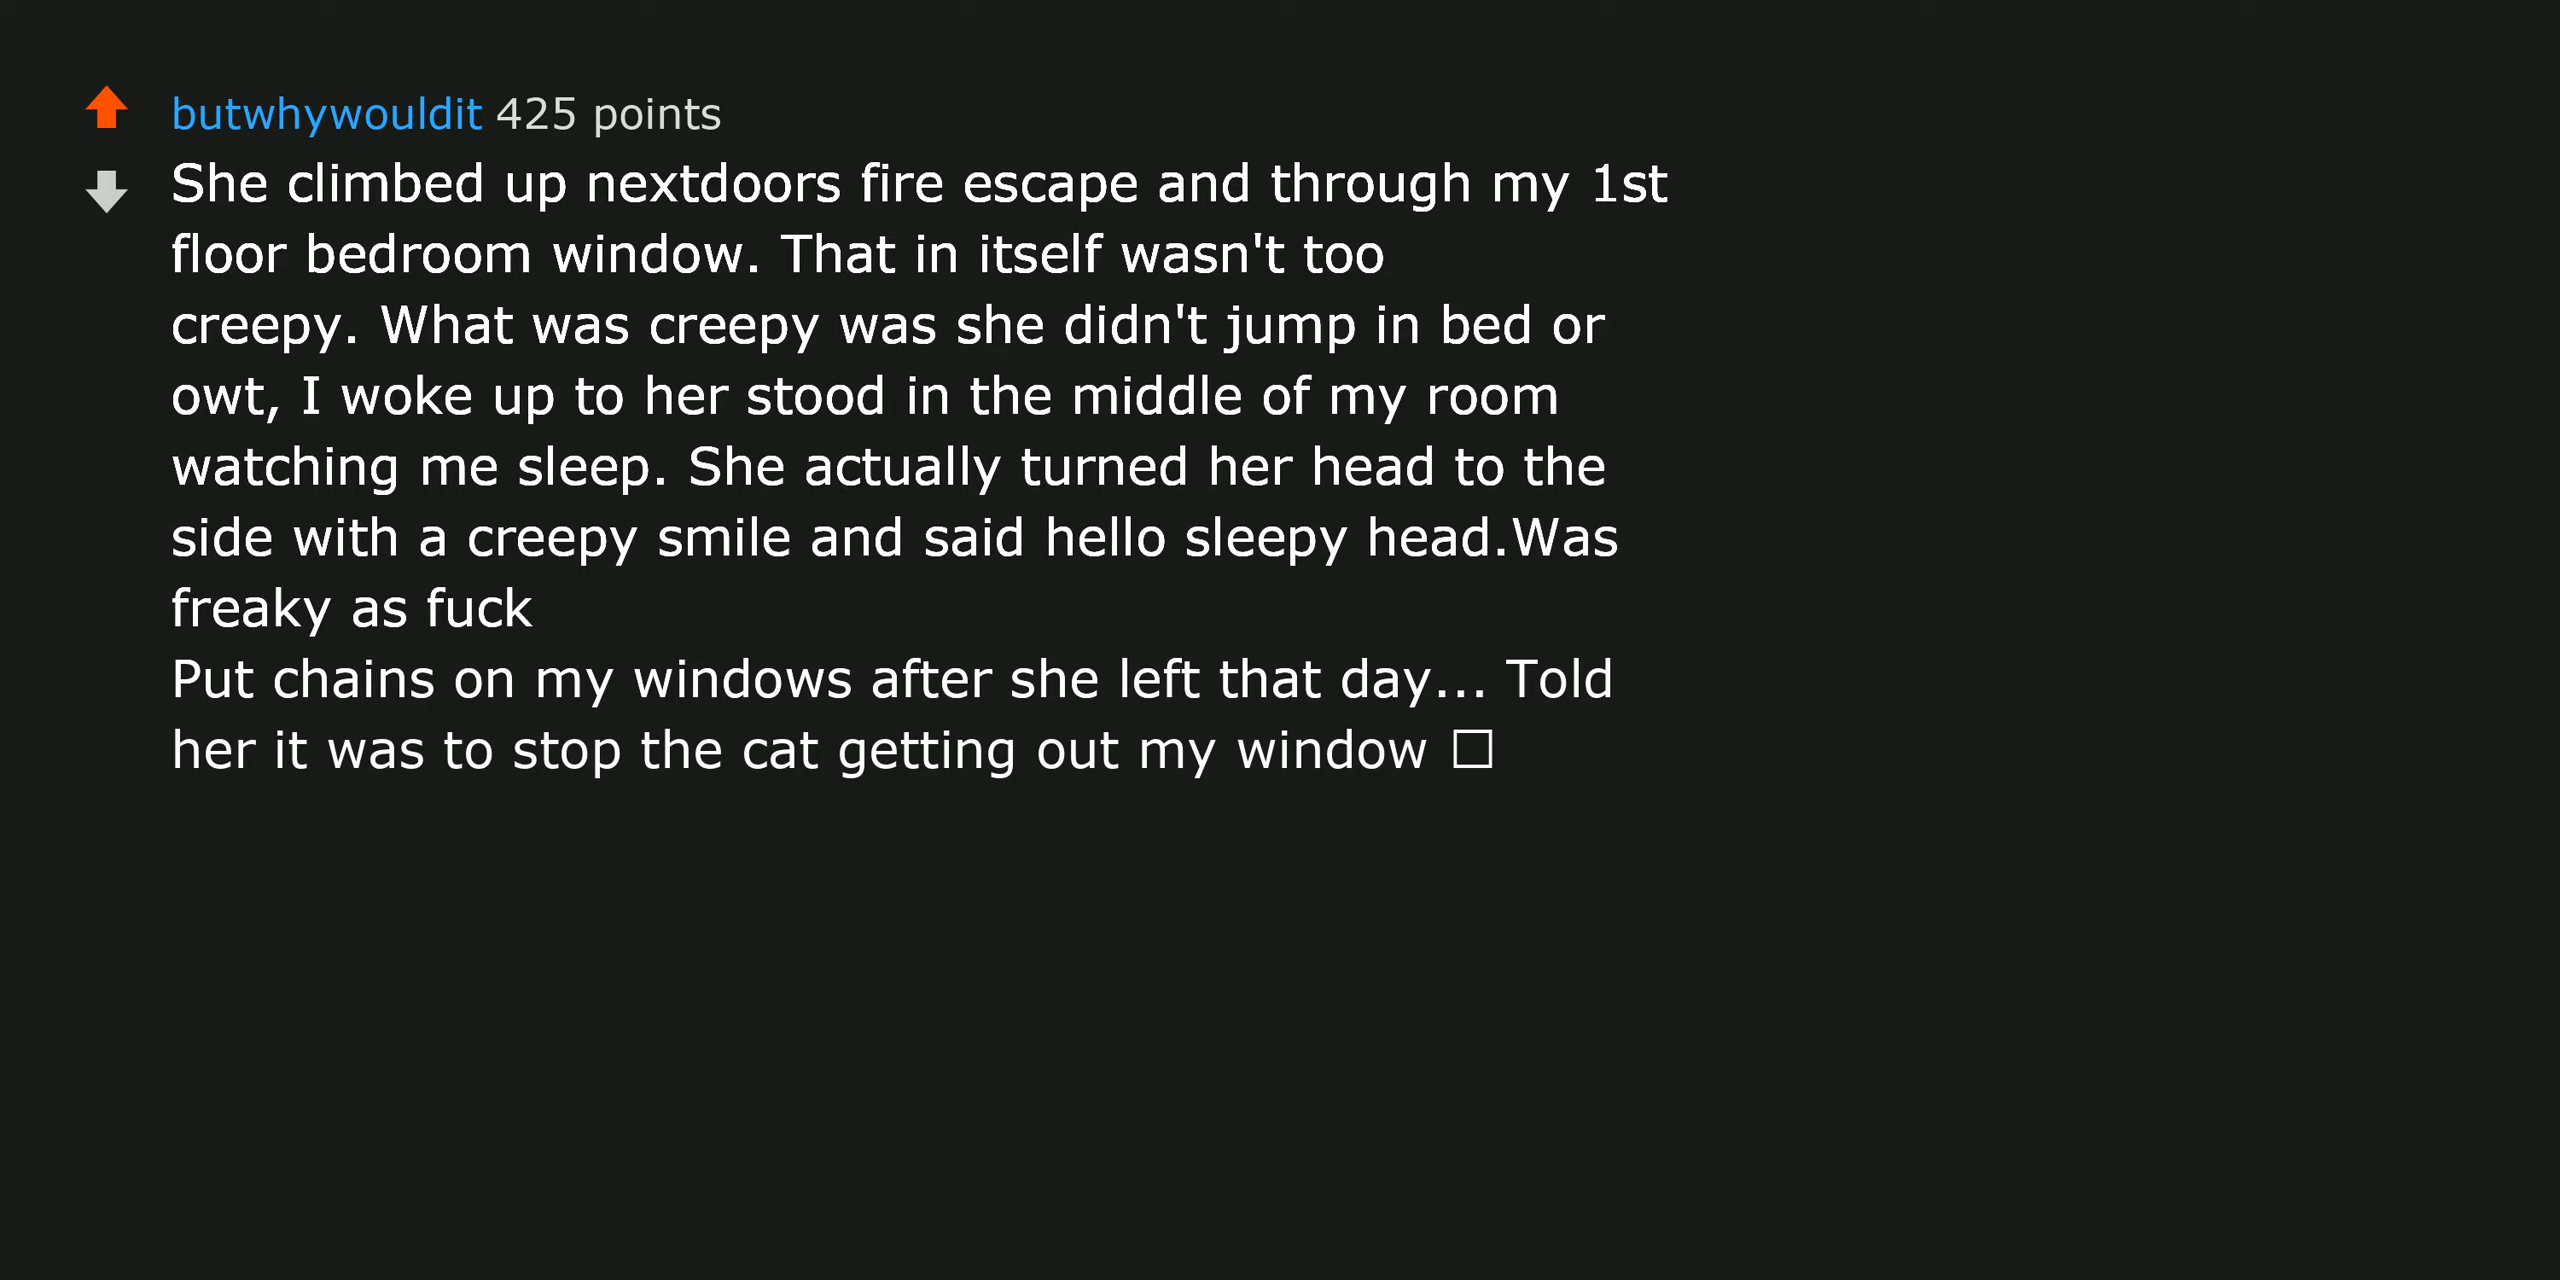 butwhywouldit 425 points
She climbed up nextdoors fire escape and through my 1st
floor bedroom window. That in itself wasn't too
creepy. What was creepy was she didn't jump in bed or
owt, I woke up to her stood in the middle of my room
watching me sleep. She actually turned her head to the
side with a creepy smile and said hello sleepy head.Was
freaky as fuck
Put chains on my windows after she left that day... Told
her it was to stop the cat getting out my window □